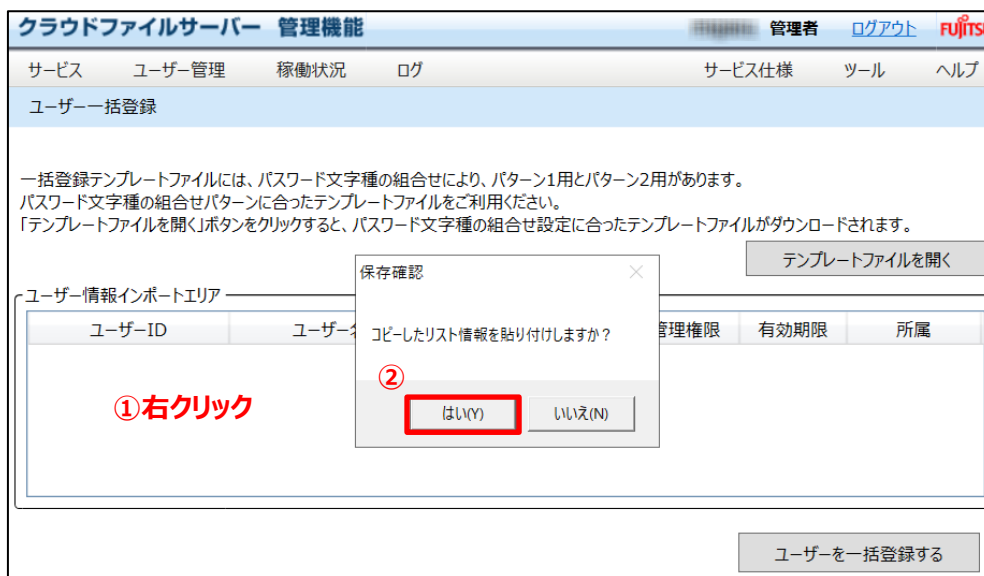 クラウドファイルサーバー 管理機能 管理者 ログアウト
サービス ユーザー管理 稼働状況 ログ サービス仕様 ツール ヘルプ
ユーザー一括登録
一括登録テンプレートファイルには、パスワード文字種の組合せにより、パターン1用とパターン2用があります。
パスワード文字種の組合せパターンに合ったテンプレートファイルをご利用ください。
「テンプレートファイルを開く」ボタンをクリックすると、パスワード文字種の組合せ設定に合ったテンプレートファイルがダウンロードされます。
テンプレートファイルを開く
保存確認
ユーザー情報インポートエリア
ユーザーID ユーザー 管理権限 有効期限 所属
コピーしたリスト情報を貼り付けしますか？
②
①右クリック
はい(Y) いいえ(N)
ユーザーを一括登録する